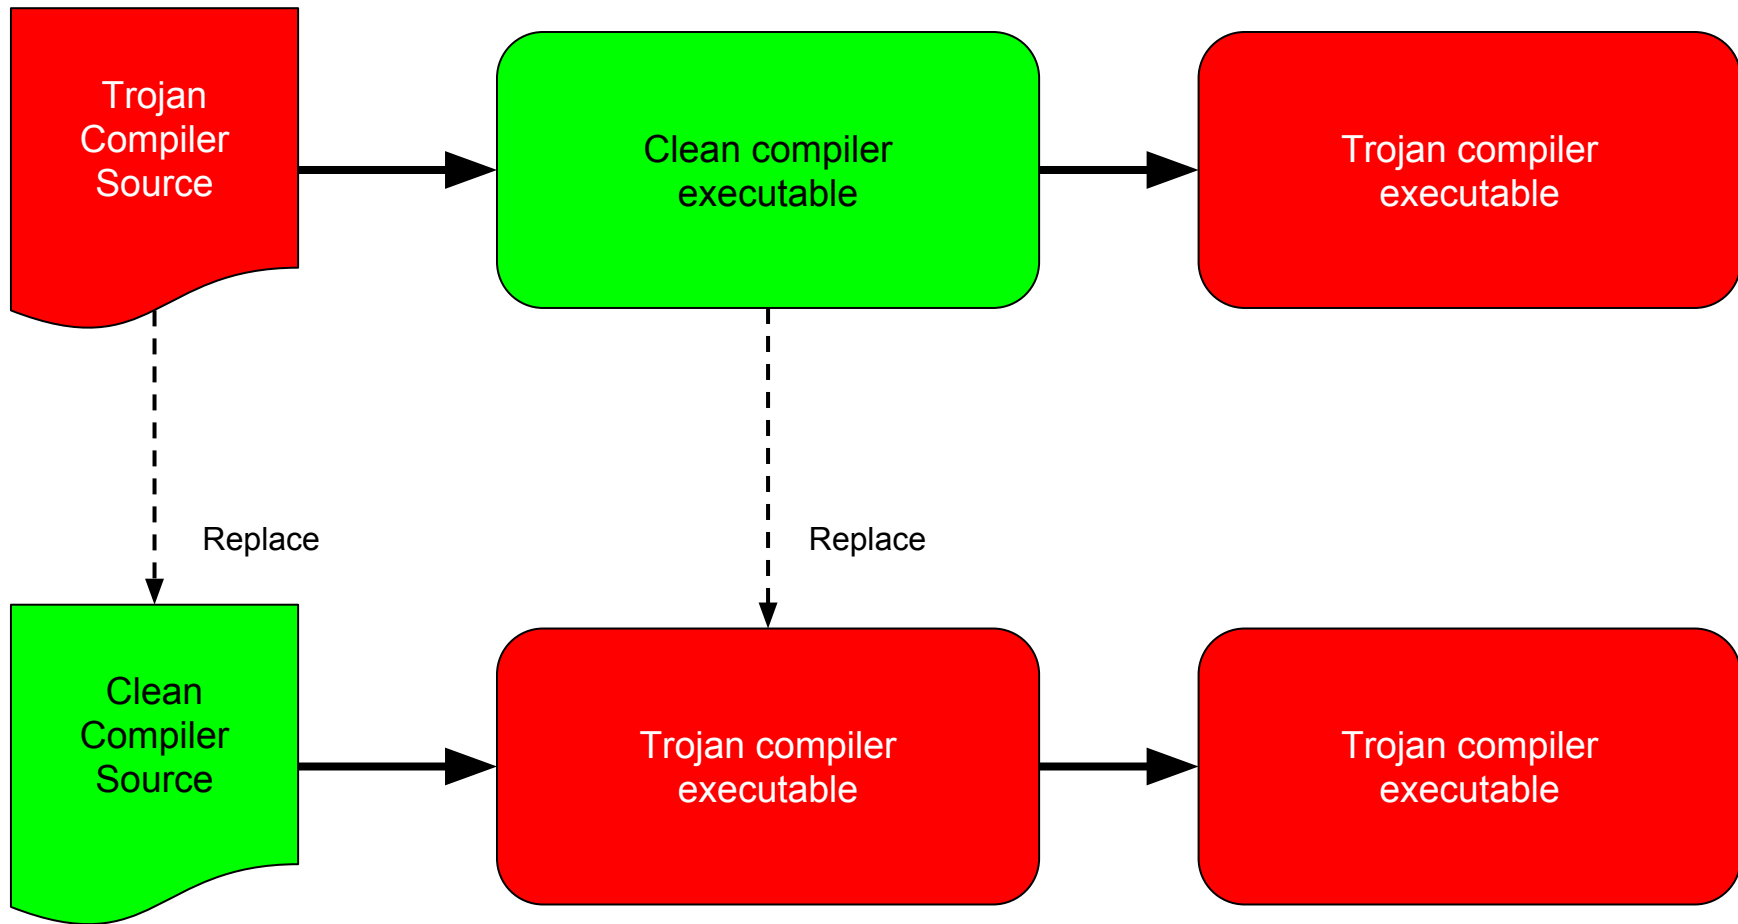 Trojan
Compiler
Source
Clean compiler
executable
Trojan compiler
executable
Replace
Replace
Clean
Compiler
Source
Trojan compiler
executable
Trojan compiler
executable